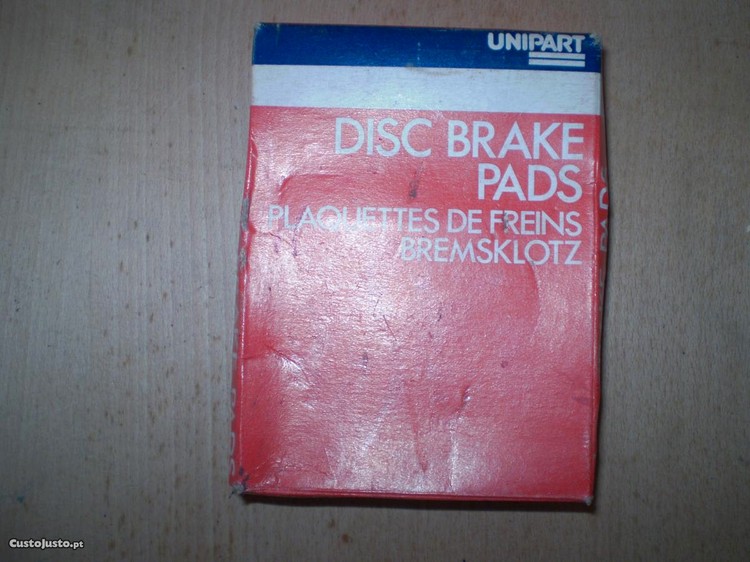 UNIPART
DISC BRAKE
PADS
PLAQUETTES DE FREINS
BREMSKLOTZ
CustoJusto.pt